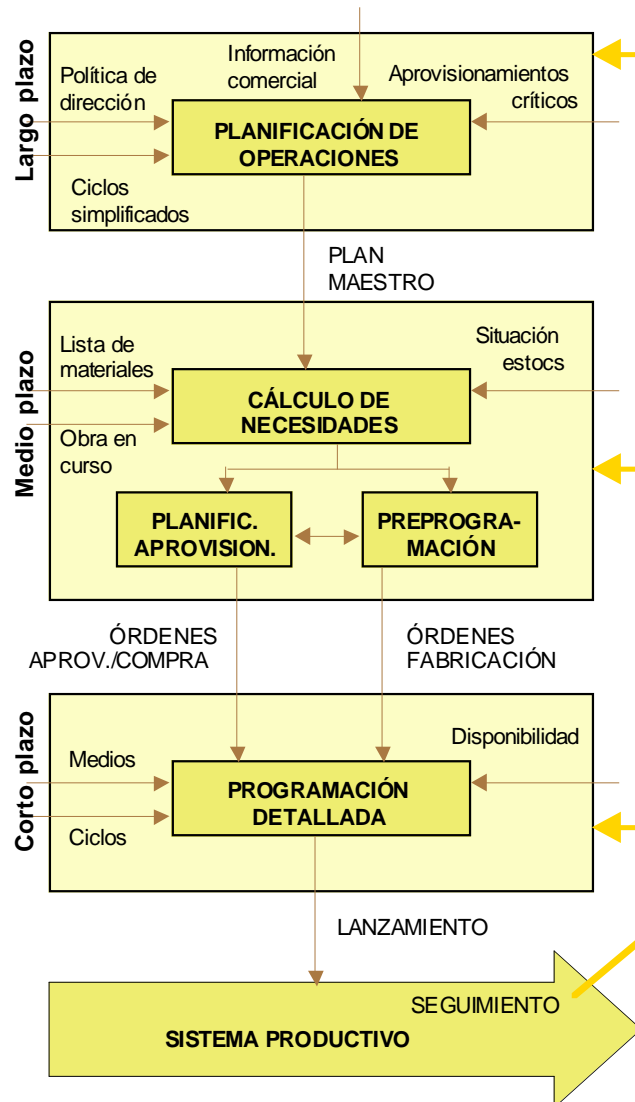 Largo plazo
Política de
dirección
Información
comercial
Aprovisionamientos
críticos
PLANIFICACIÓN DE
OPERACIONES
Ciclos
simplificados
PLAN
MAESTRO
Medio plazo
Lista de
materiales
Situación
estocs
CÁLCULO DE
NECESIDADES
Obra en
curso
PLANIFIC.
APROVISION.
PREPROGRA-
MACIÓN
ÓRDENES
APROV./COMPRA
ÓRDENES
FABRICACIÓN
Corto plazo
Medios
Disponibilidad
PROGRAMACIÓN
DETALLADA
Ciclos
LANZAMIENTO
SEGUIMIENTO
SISTEMA PRODUCTIVO